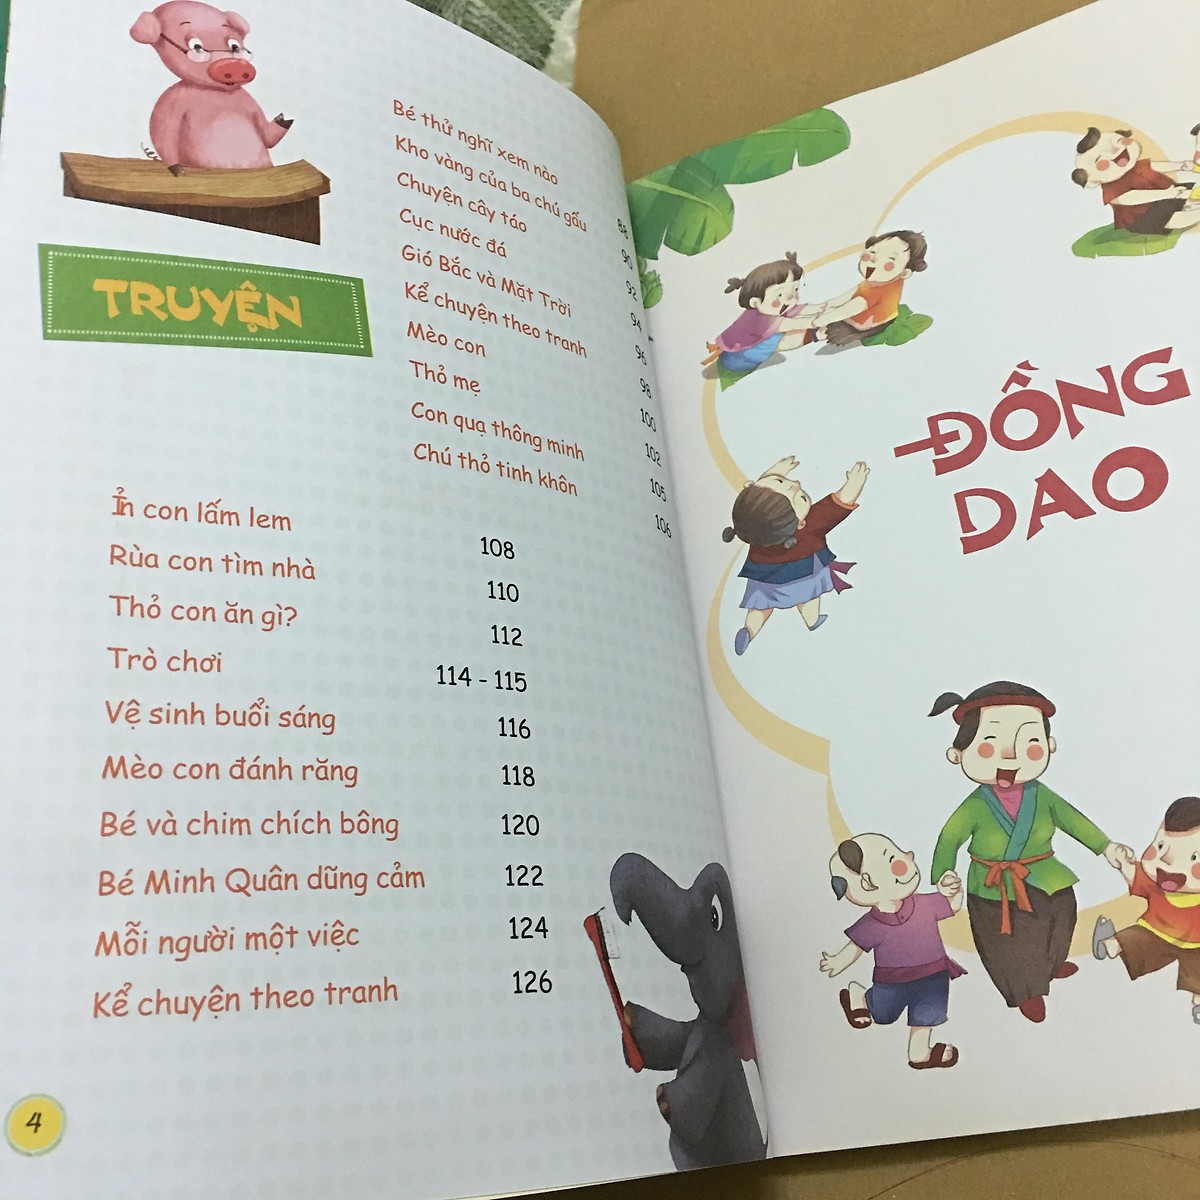 TRUYỆN
Bé thử nghĩ xem nào 88
Kho vàng của ba chú gấu 90
Chuyện cây táo 92
Cục nước đá 94
Gió Bắc và Mặt Trời 96
Kể chuyện theo tranh 98
Mèo con 100
Thỏ mẹ 102
Con quạ thông minh 105
Chú thỏ tinh khôn 106
Ỉn con lấm lem 108
Rùa con tìm nhà 110
Thỏ con ăn gì? 112
Trò chơi 114 - 115
Vệ sinh buổi sáng 116
Mèo con đánh răng 118
Bé và chim chích bông 120
Bé Minh Quân dũng cảm 122
Mỗi người một việc 124
Kể chuyện theo tranh 126
4
ĐỒNG
DAO